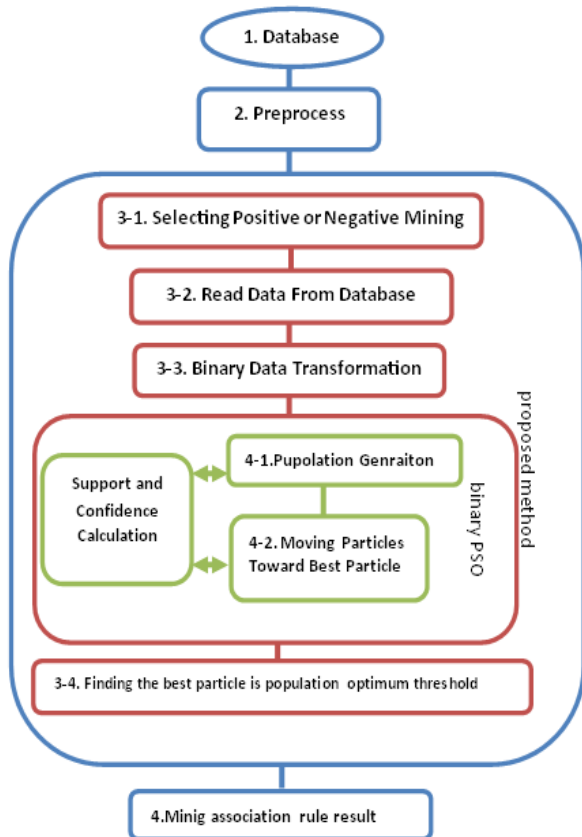 1. Database
2. Preprocess
3-1. Selecting Positive or Negative Mining
3-2. Read Data From Database
3-3. Binary Data Transformation
proposed method
binary PSO
Support and
Confidence
Calculation
4-1.Pupolation Genraiton
4-2. Moving Particles
Toward Best Particle
3-4. Finding the best particle is population optimum threshold
4.Minig association rule result